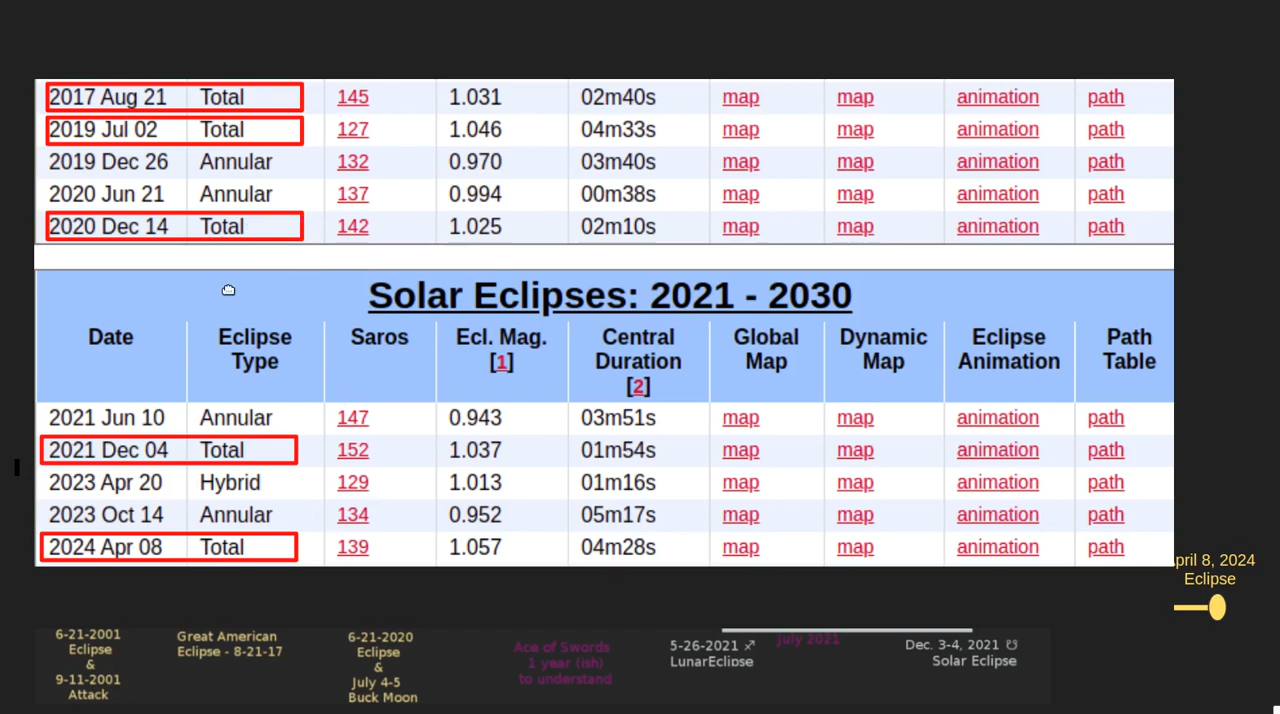 2017 Aug 21 Total 145 1.031 02m40s map map animation path
2019 Jul 02 Total 127 1.046 04m33s map map animation path
2019 Dec 26 Annular 132 0.970 03m40s map map animation path
2020 Jun 21 Annular 137 0.994 00m38s map map animation path
2020 Dec 14 Total 142 1.025 02m10s map map animation path
Solar Eclipses: 2021 - 2030
Date Eclipse Type Saros Ecl. Mag. [1] Central Duration [2] Global Map Dynamic Map Eclipse Animation Path Table
2021 Jun 10 Annular 147 0.943 03m51s map map animation path
2021 Dec 04 Total 152 1.037 01m54s map map animation path
2023 Apr 20 Hybrid 129 1.013 01m16s map map animation path
2023 Oct 14 Annular 134 0.952 05m17s map map animation path
2024 Apr 08 Total 139 1.057 04m28s map map animation path
pril 8, 2024
Eclipse
6-21-2001
Eclipse
&
9-11-2001
Attack
Great American
Eclipse - 8-21-17
6-21-2020
Eclipse
&
July 4-5
Buck Moon
Ace of Swords
1 year (ish)
to understand
5-26-2021 ♐
LunarEclipse
july 2021
Dec. 3-4, 2021 ☋
Solar Eclipse